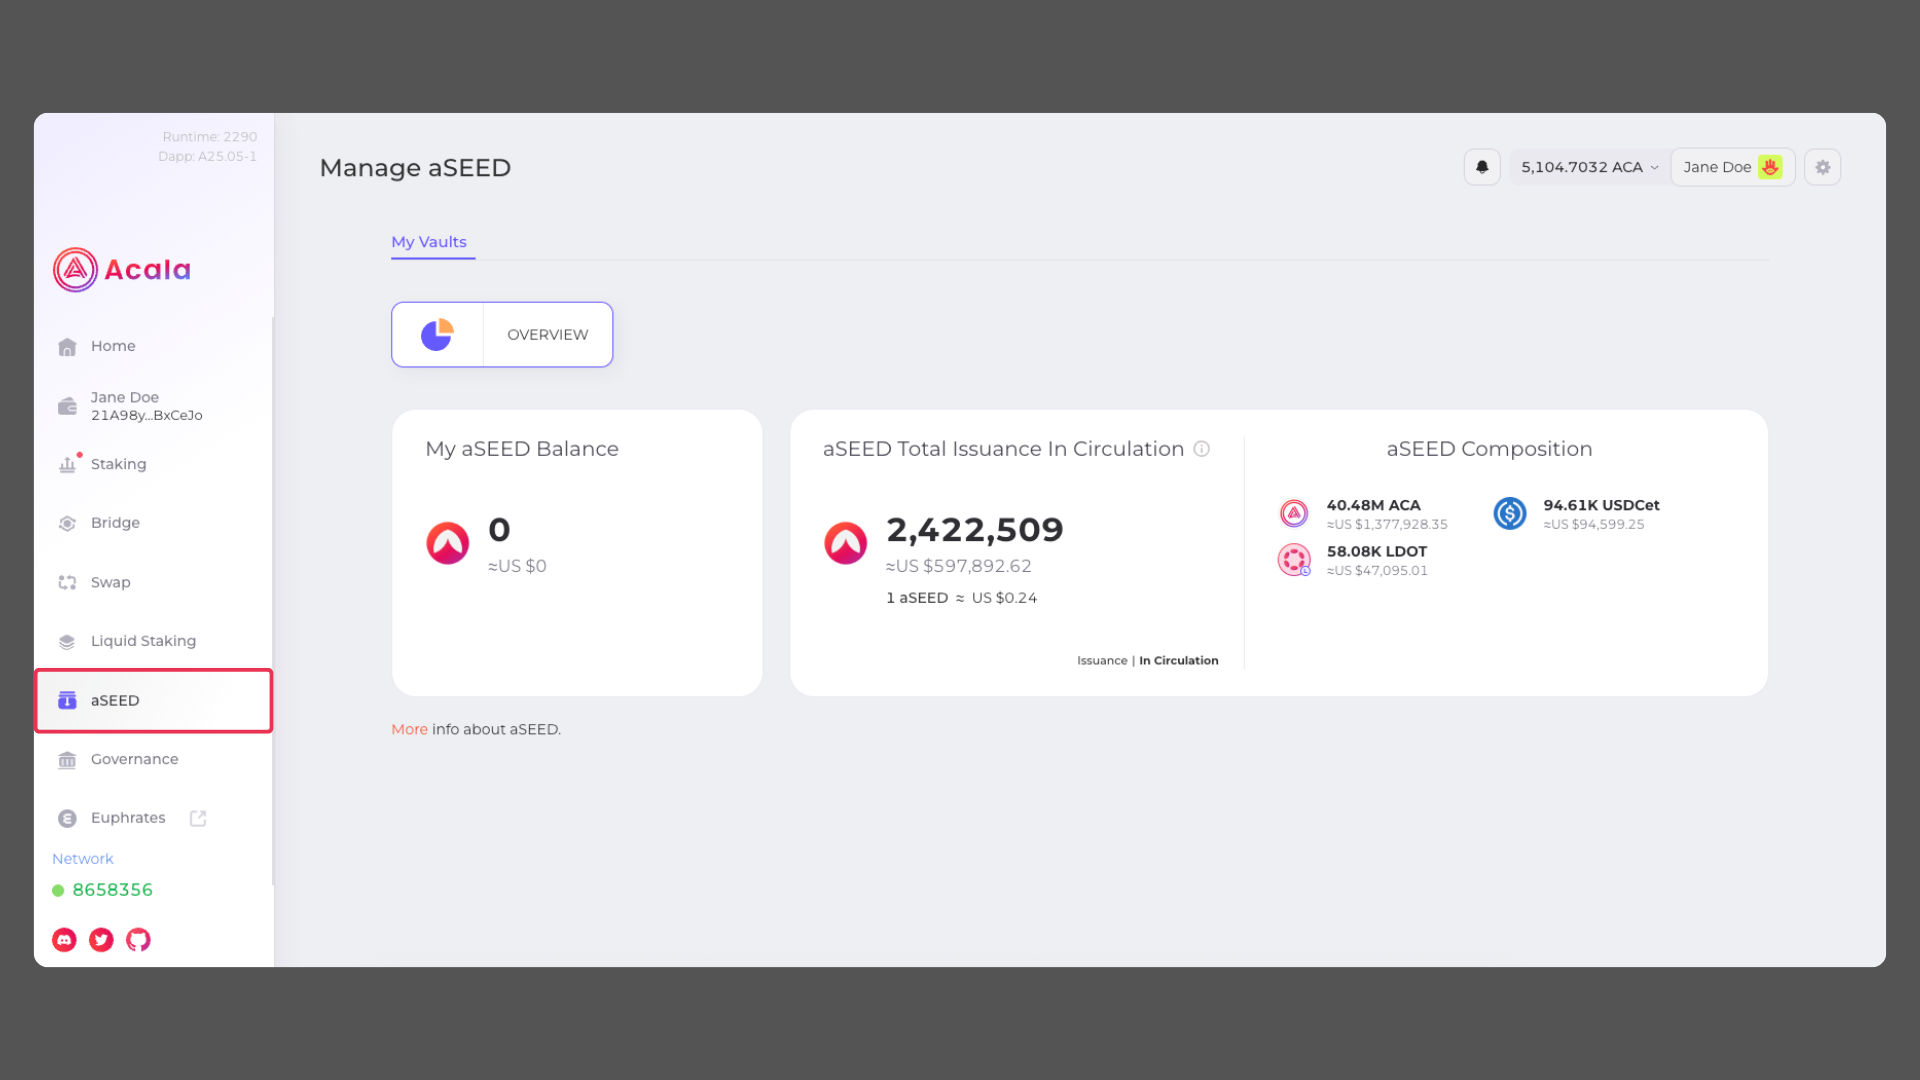 Runtime: 2290
Dapp: A25.05-1
Acala
Home
Jane Doe
21A98y...BxCeJo
Staking
Bridge
Swap
Liquid Staking
aSEED
Governance
Euphrates
Network
8658356
Manage aSEED
5,104.7032 ACA
Jane Doe
My Vaults
OVERVIEW
My aSEED Balance
0
≈US $0
aSEED Total Issuance In Circulation
2,422,509
≈US $597,892.62
1 aSEED ≈ US $0.24
Issuance | In Circulation
aSEED Composition
40.48M ACA
≈US $1,377,928.35
94.61K USDCet
≈US $94,599.25
58.08K LDOT
≈US $47,095.01
More info about aSEED.